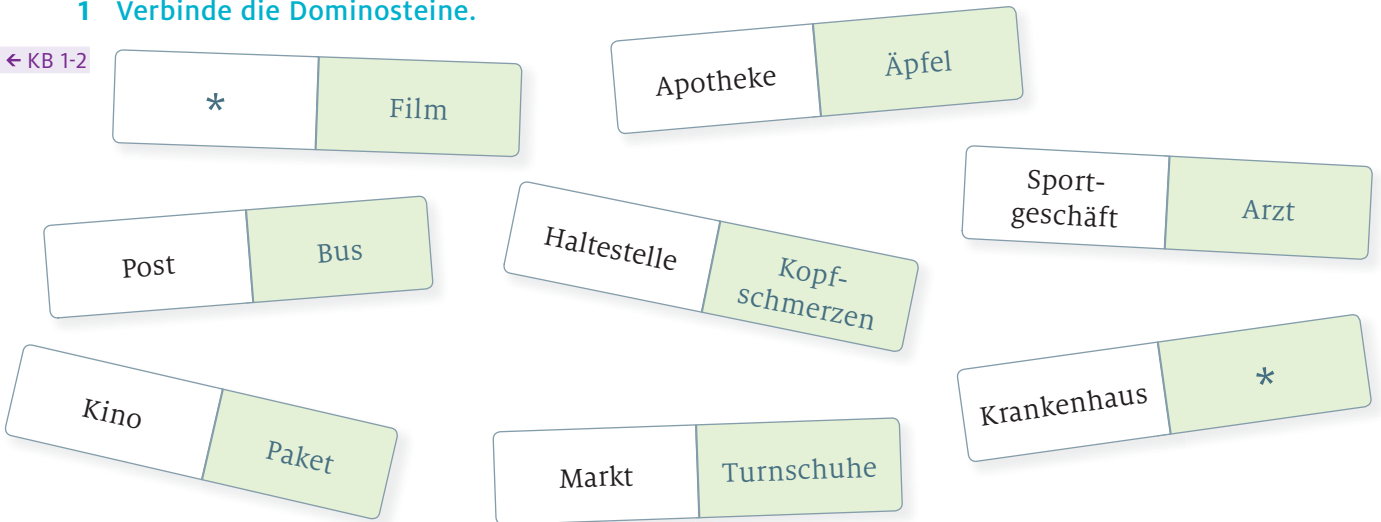 1 Verbinde die Dominosteine.
← KB 1-2
* Film
Apotheke Äpfel
Sport-
geschäft Arzt
Post Bus
Haltestelle Kopf-
schmerzen
Kino Paket
Markt Turnschuhe
Krankenhaus *